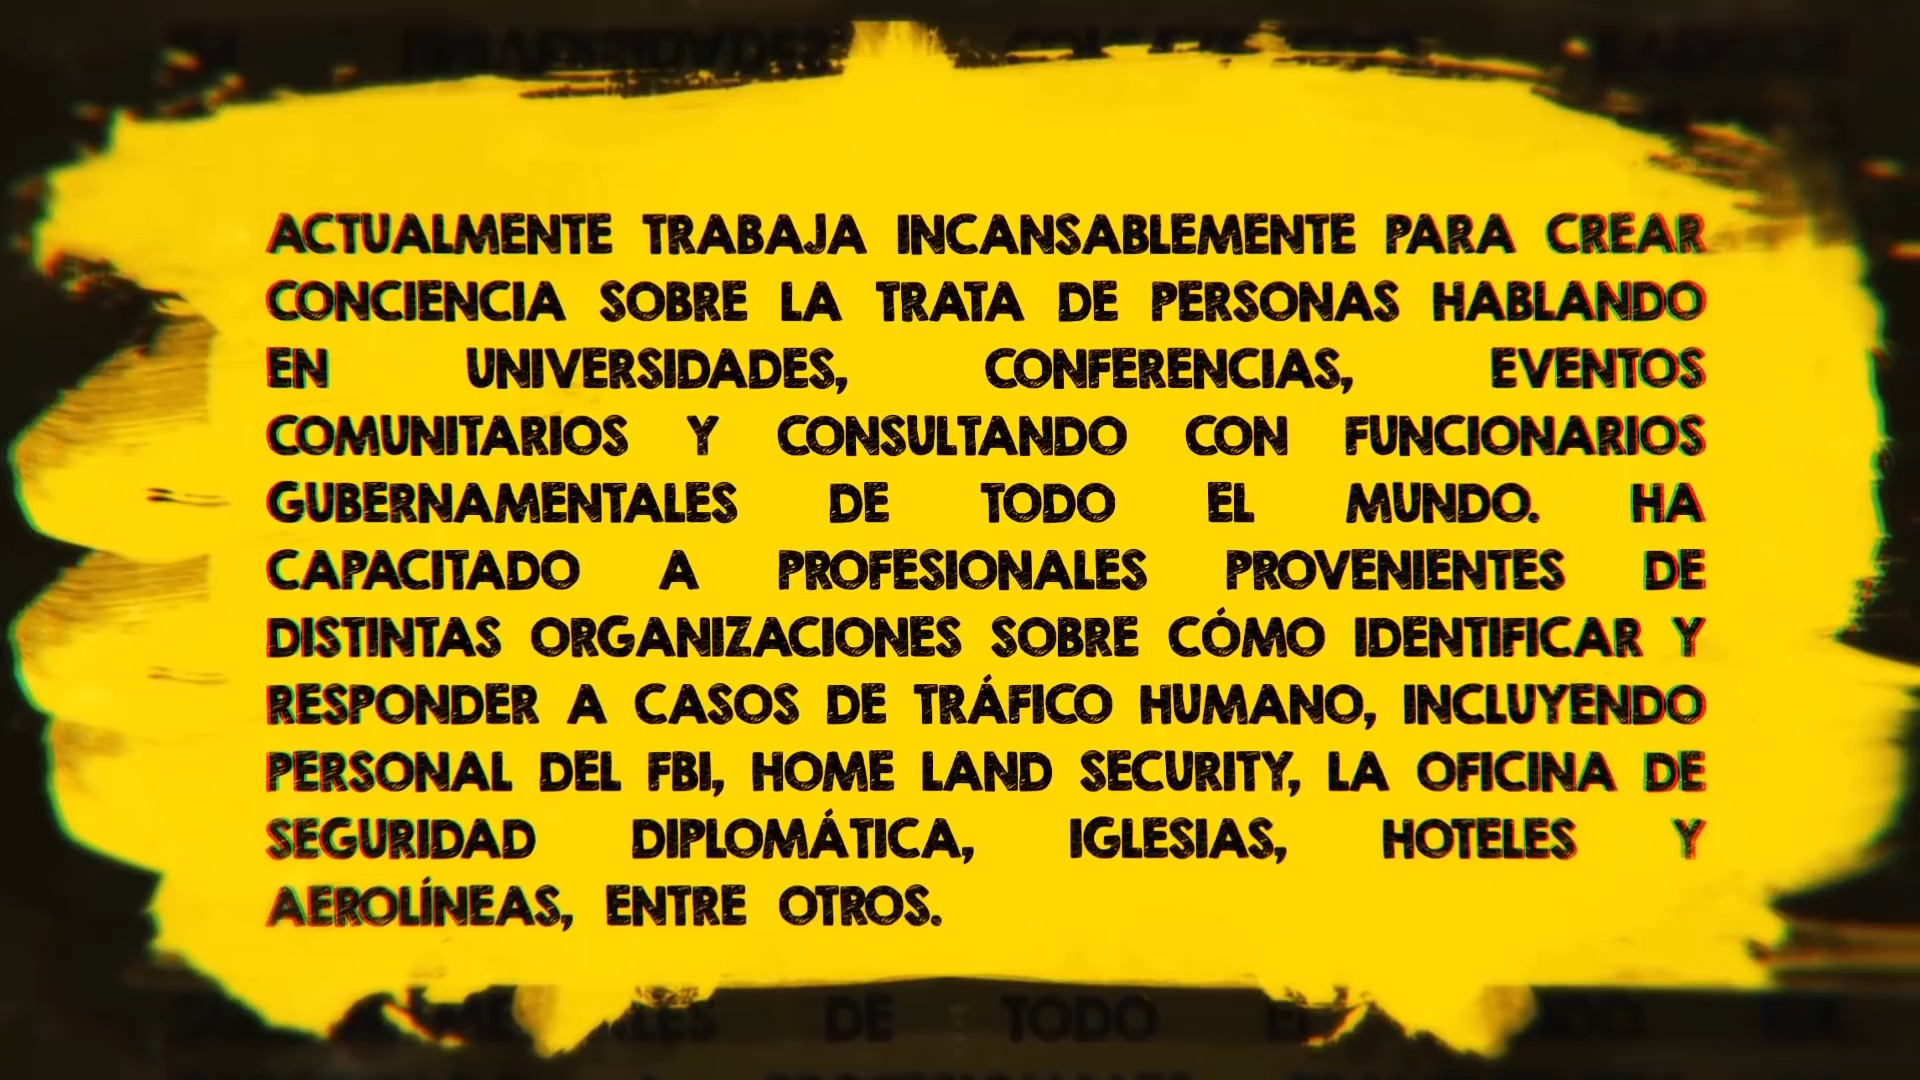 ACTUALMENTE TRABAJA INCANSABLEMENTE PARA CREAR
CONCIENCIA SOBRE LA TRATA DE PERSONAS HABLANDO
EN UNIVERSIDADES, CONFERENCIAS, EVENTOS
COMUNITARIOS Y CONSULTANDO CON FUNCIONARIOS
GUBERNAMENTALES DE TODO EL MUNDO. HA
CAPACITADO A PROFESIONALES PROVENIENTES DE
DISTINTAS ORGANIZACIONES SOBRE CÓMO IDENTIFICAR Y
RESPONDER A CASOS DE TRÁFICO HUMANO, INCLUYENDO
PERSONAL DEL FBI, HOME LAND SECURITY, LA OFICINA DE
SEGURIDAD DIPLOMÁTICA, IGLESIAS, HOTELES Y
AEROLÍNEAS, ENTRE OTROS.
DE TODO